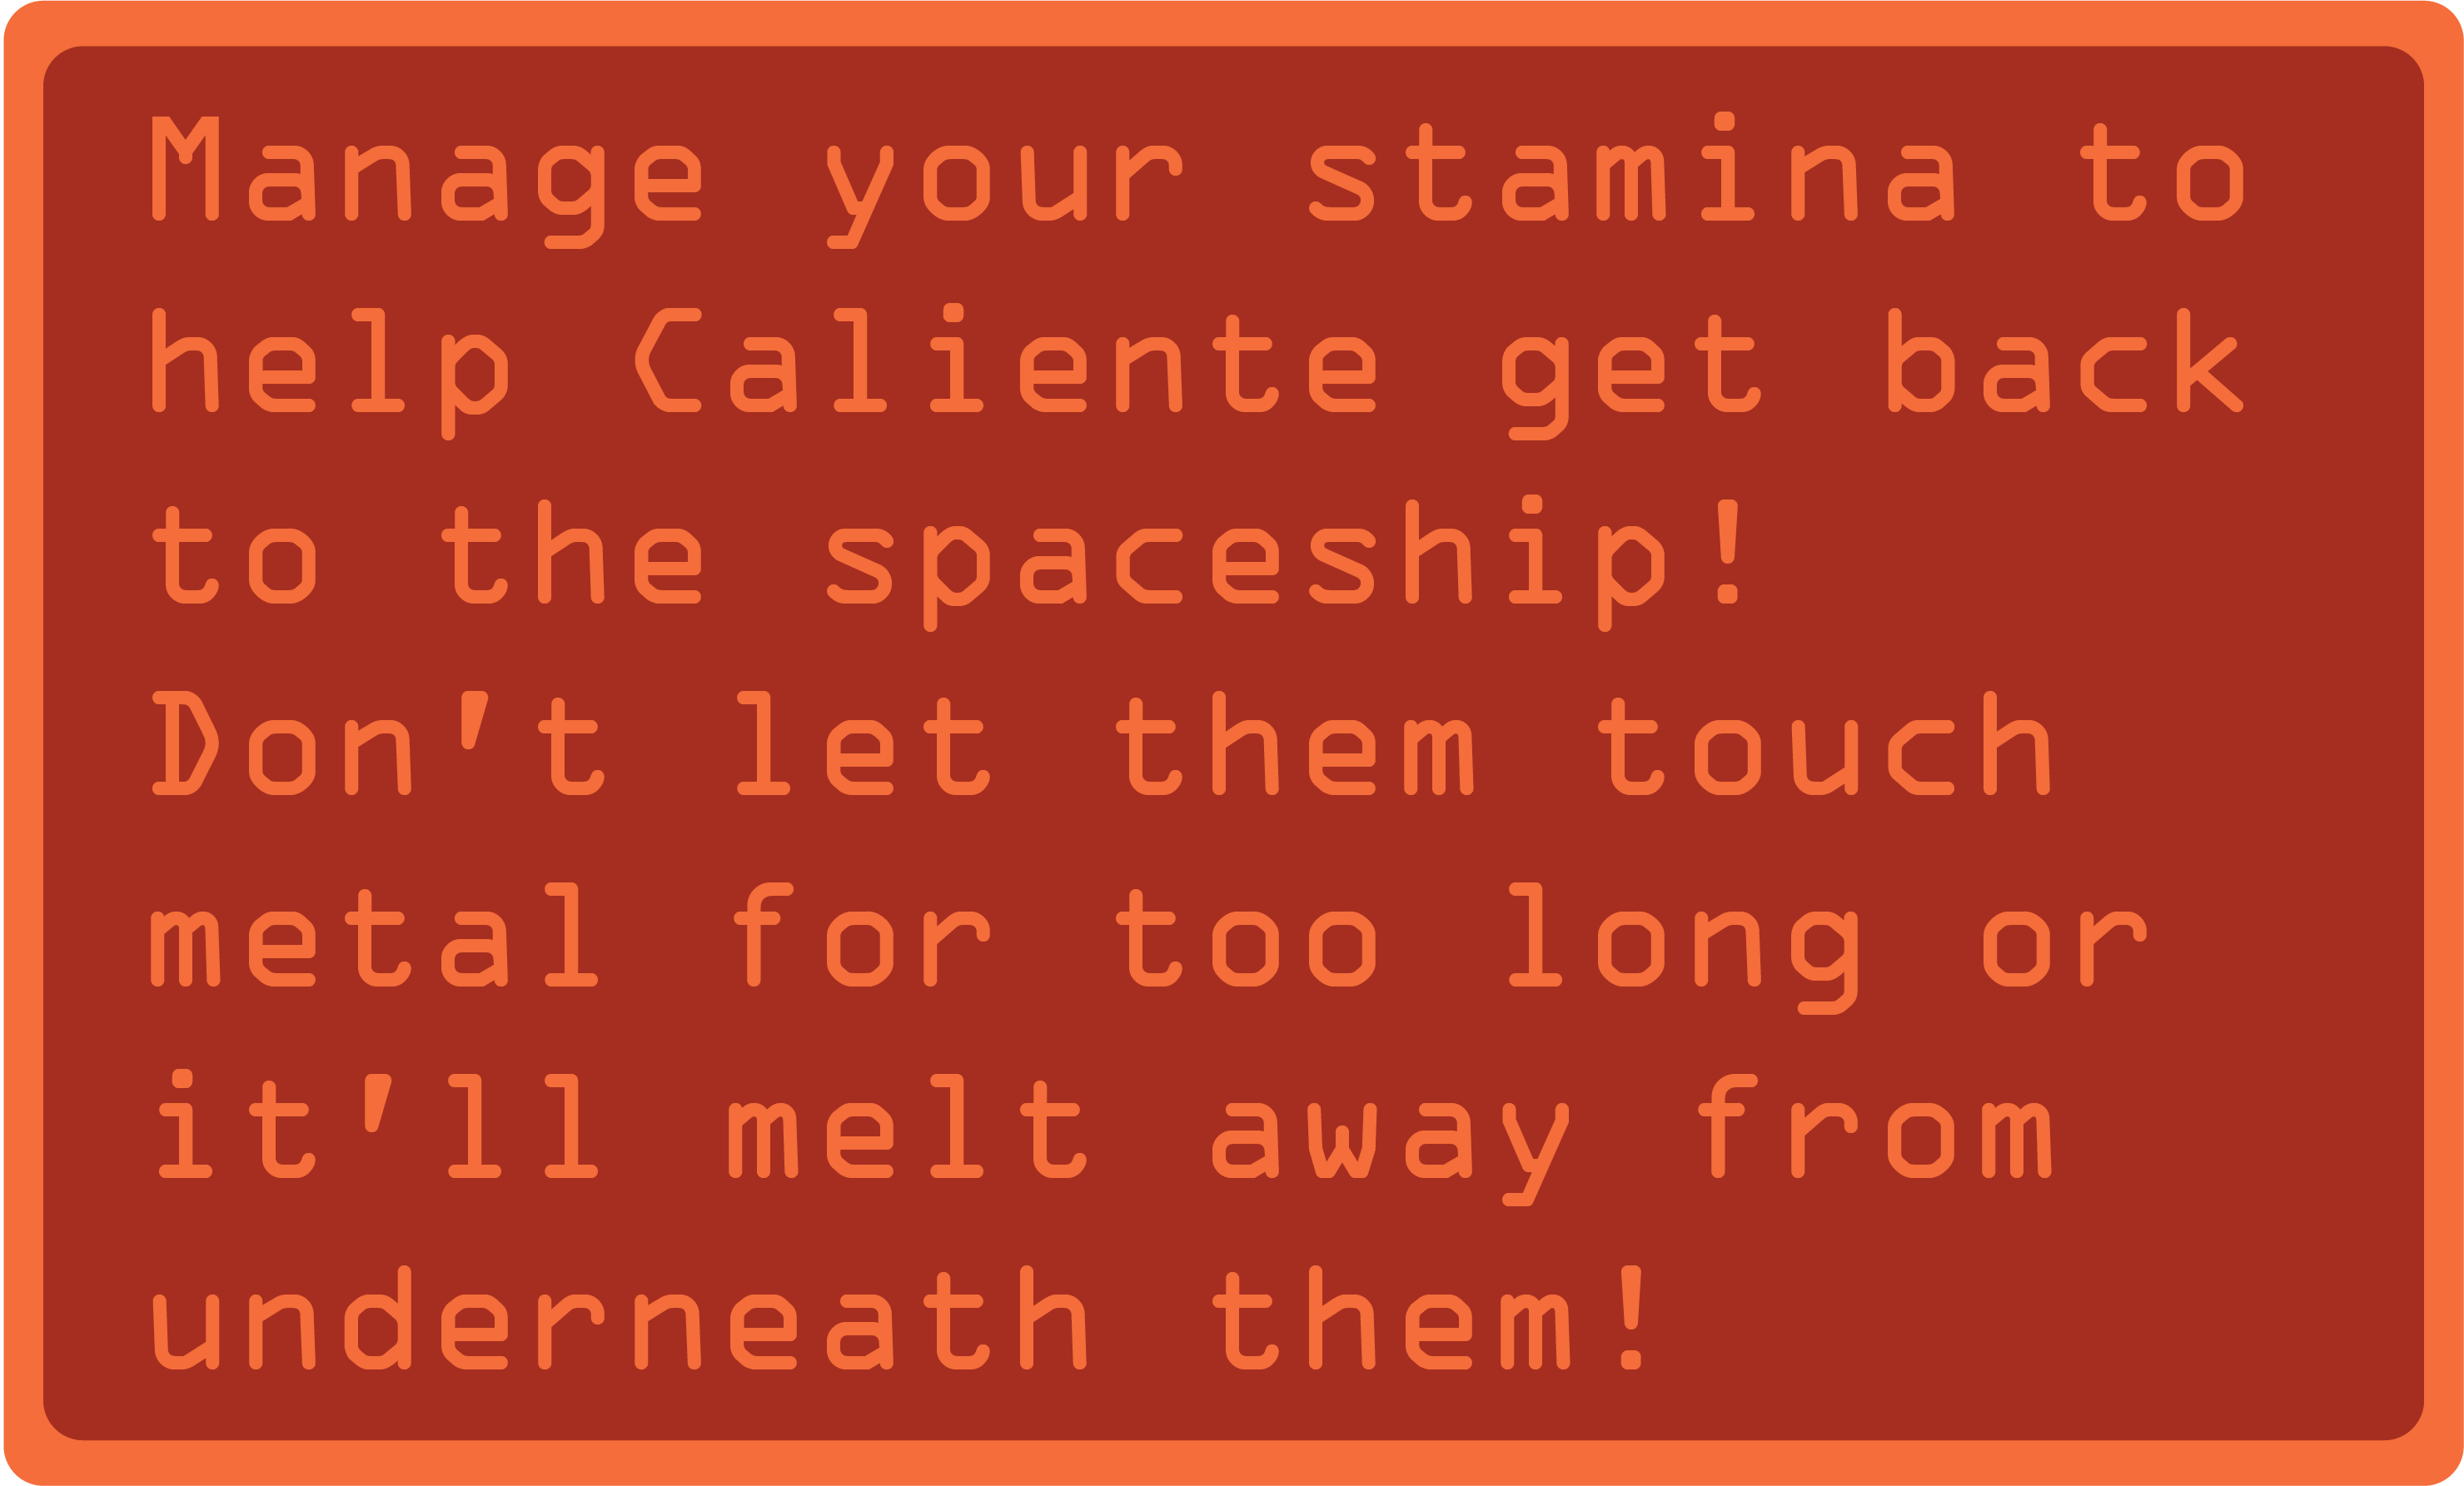 Manage your stamina to
help Caliente get back
to the spaceship!
Don't let them touch
metal for too long or
it'll melt away from
underneath them!